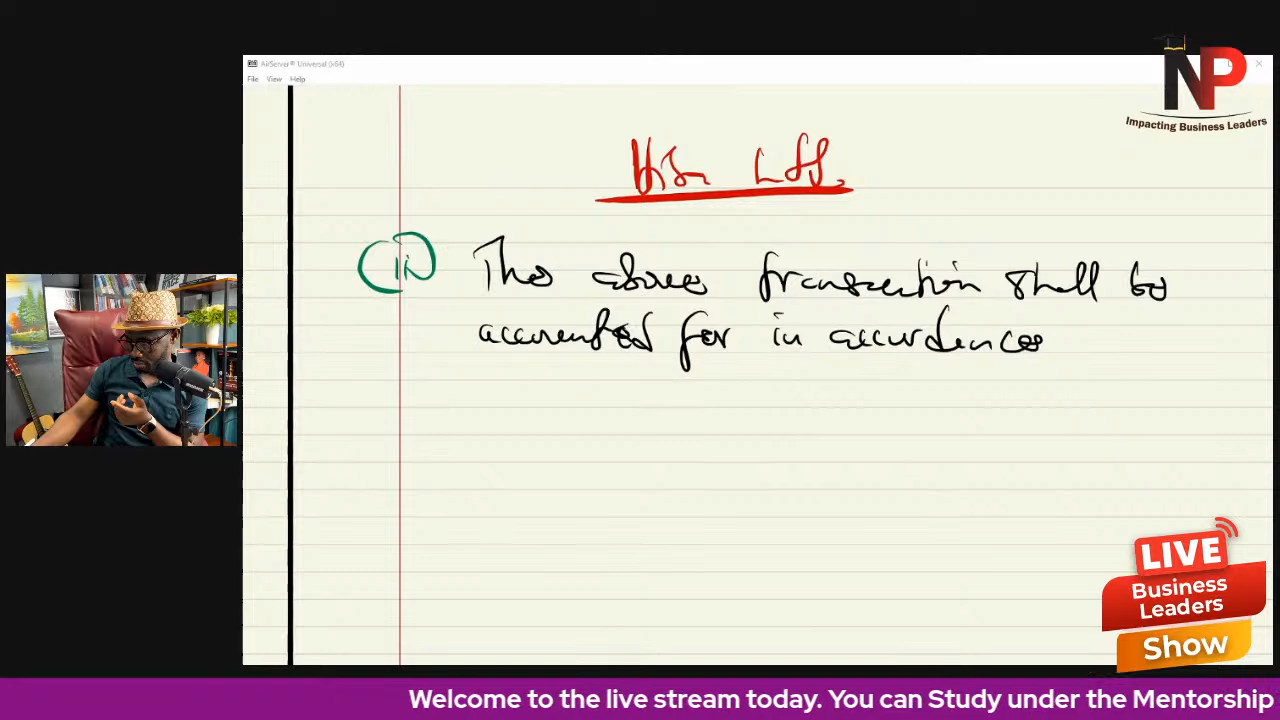 AirServer® Universal (x64)
File View Help
NP
Impacting Business Leaders
(ii) The above transaction shall be
accounted for in accordance
LIVE
Business
Leaders
Show
Welcome to the live stream today. You can Study under the Mentorship